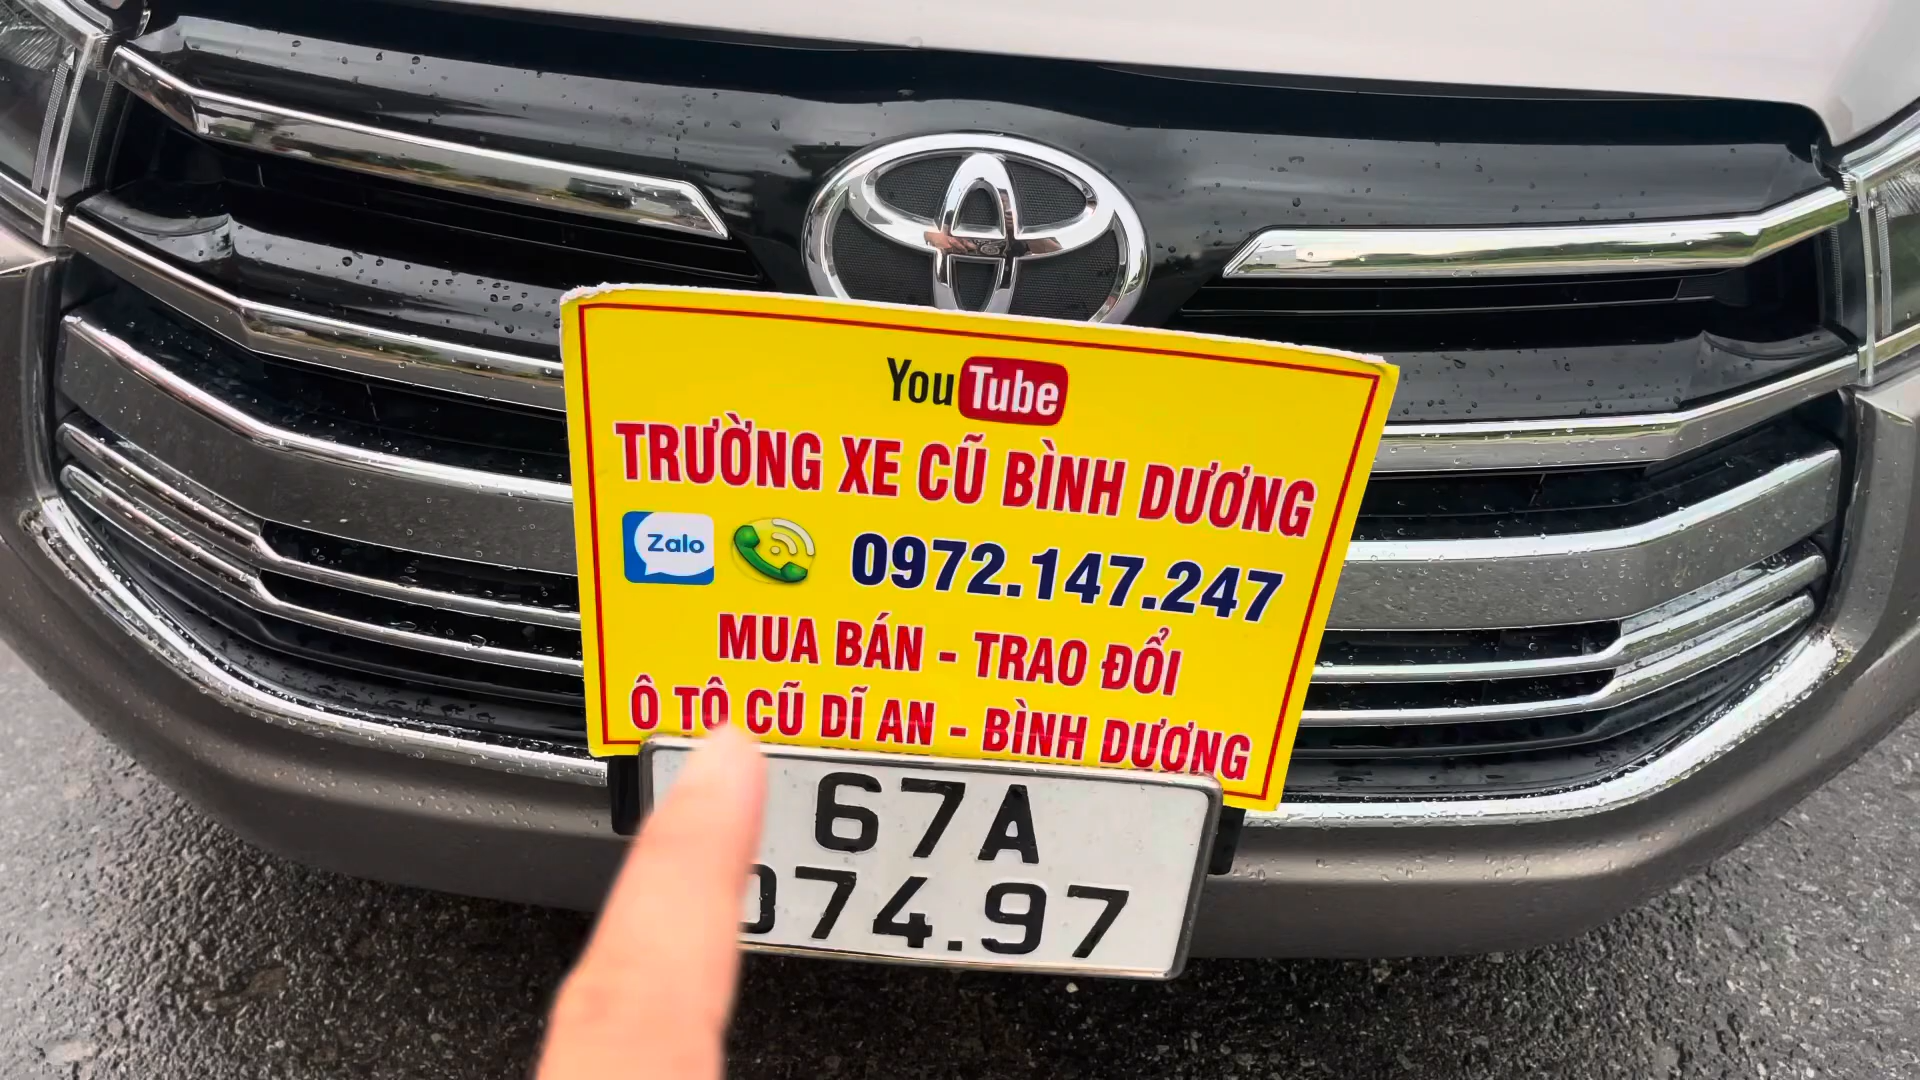 YouTube
TRƯỜNG XE CŨ BÌNH DƯƠNG
Zalo 0972.147.247
MUA BÁN - TRAO ĐỔI
Ô TÔ CŨ DĨ AN - BÌNH DƯƠNG
67A
074.97